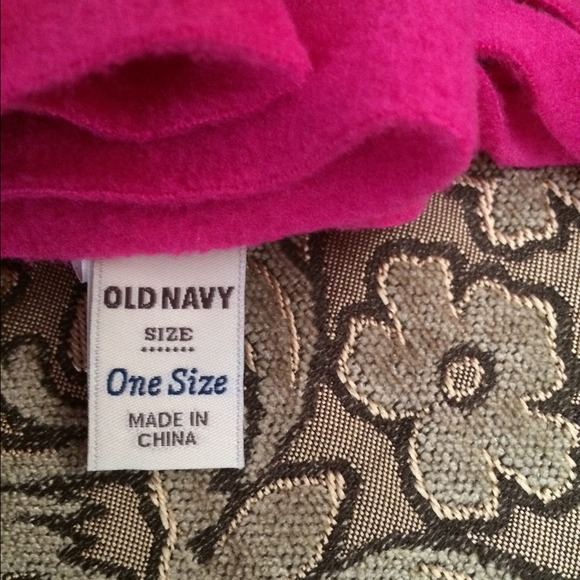 OLD NAVY
SIZE
One Size
MADE IN
CHINA